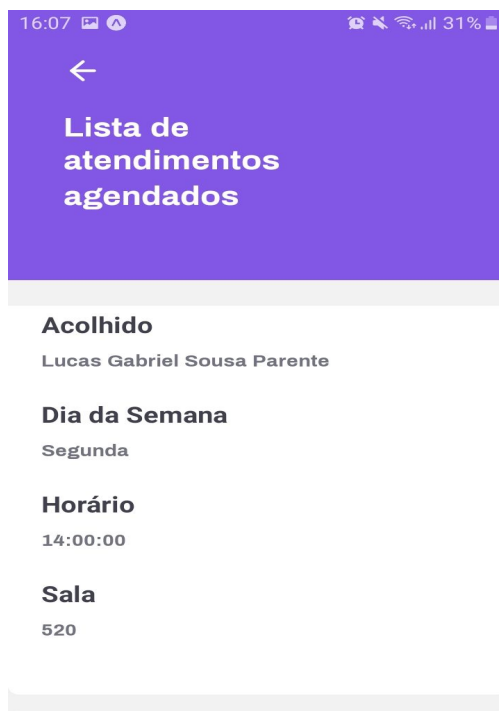 16:07 31%
Lista de
atendimentos
agendados
Acolhido
Lucas Gabriel Sousa Parente
Dia da Semana
Segunda
Horário
14:00:00
Sala
520